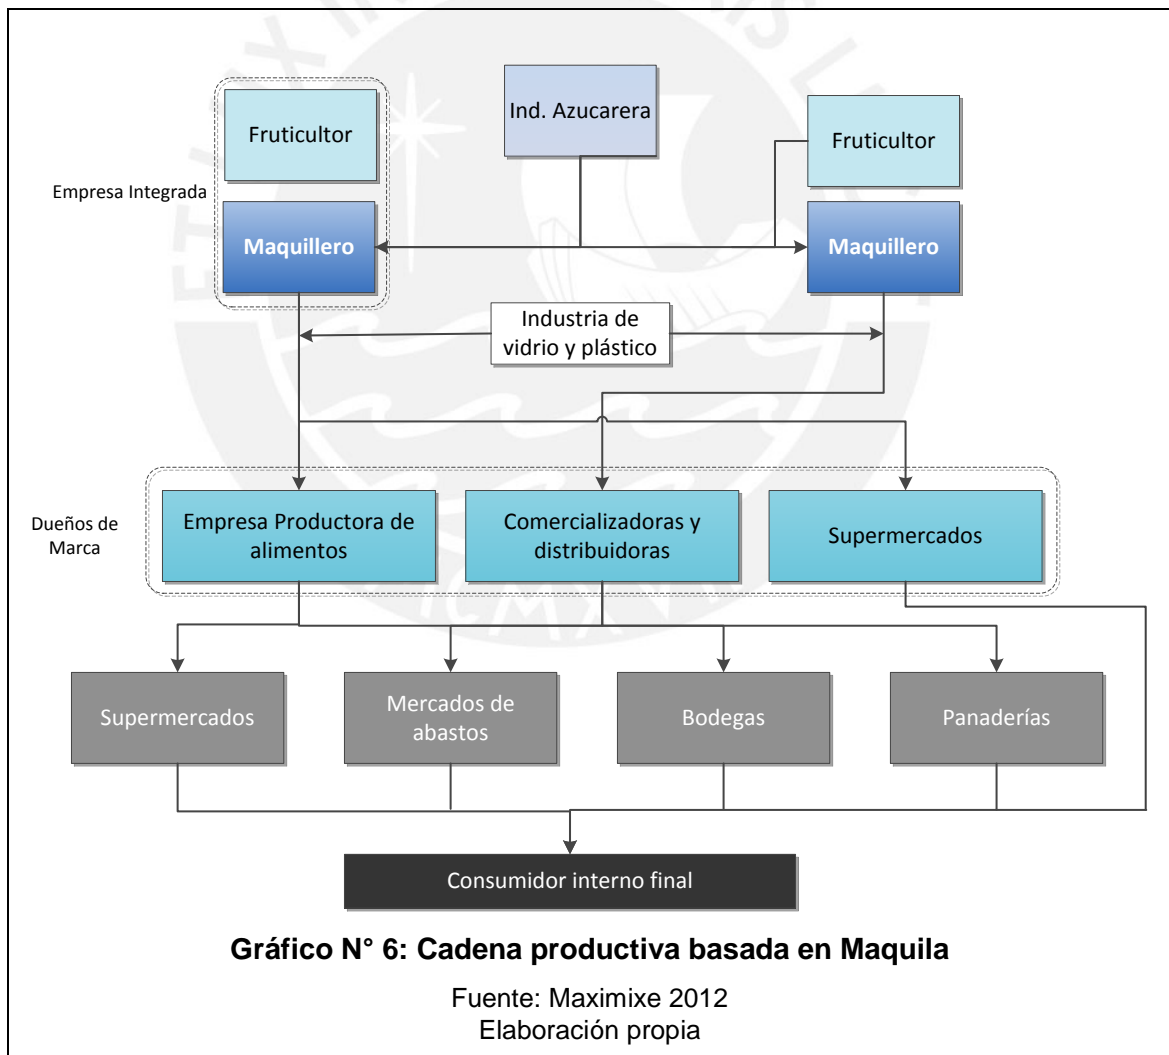 Ind. Azucarera
Fruticultor
Fruticultor
Empresa Integrada
Maquillero
Maquillero
Industria de
vidrio y plástico
Dueños de
Marca
Empresa Productora de
alimentos
Comercializadoras y
distribuidoras
Supermercados
Supermercados
Mercados de
abastos
Bodegas
Panaderías
Consumidor interno final
Gráfico N° 6: Cadena productiva basada en Maquila
Fuente: Maximixe 2012
Elaboración propia